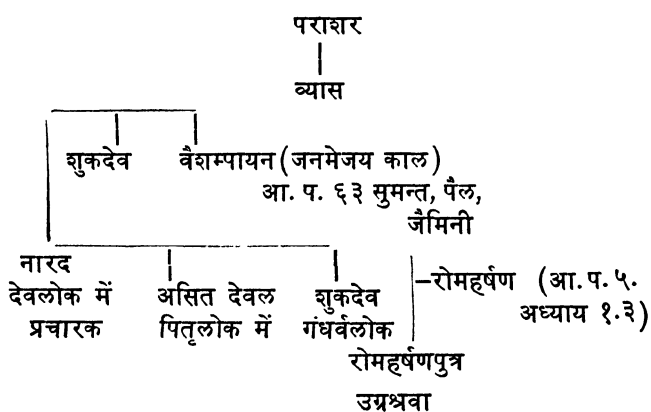 पराशर
व्यास
शुकदेव वैशम्पायन (जनमेजय काल)
आ. प. ६३ सुमन्त, पैल,
जैमिनी
नारद
देवलोक में
प्रचारक
असित देवल
पितृलोक में
शुकदेव
गंधर्वलोक
रोमहर्षण (आ. प. ५.
अध्याय १.३)
रोमहर्षणपुत्र
उग्रश्रवा